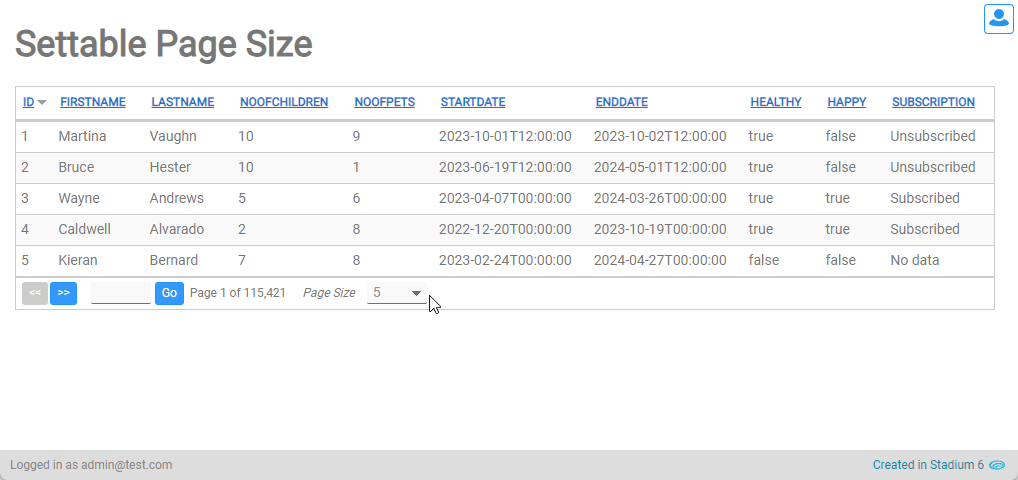 Settable Page Size
ID FIRSTNAME LASTNAME NOOFCHILDREN NOOFPETS STARTDATE ENDDATE HEALTHY HAPPY SUBSCRIPTION
1 Martina Vaughn 10 9 2023-10-01T12:00:00 2023-10-02T12:00:00 true false Unsubscribed
2 Bruce Hester 10 1 2023-06-19T12:00:00 2024-05-01T12:00:00 true false Unsubscribed
3 Wayne Andrews 5 6 2023-04-07T00:00:00 2024-03-26T00:00:00 true true Subscribed
4 Caldwell Alvarado 2 8 2022-12-20T00:00:00 2023-10-19T00:00:00 true true Subscribed
5 Kieran Bernard 7 8 2023-02-24T00:00:00 2024-04-27T00:00:00 false false No data
<< >> Go Page 1 of 115,421 Page Size 5
Logged in as admin@test.com Created in Stadium 6